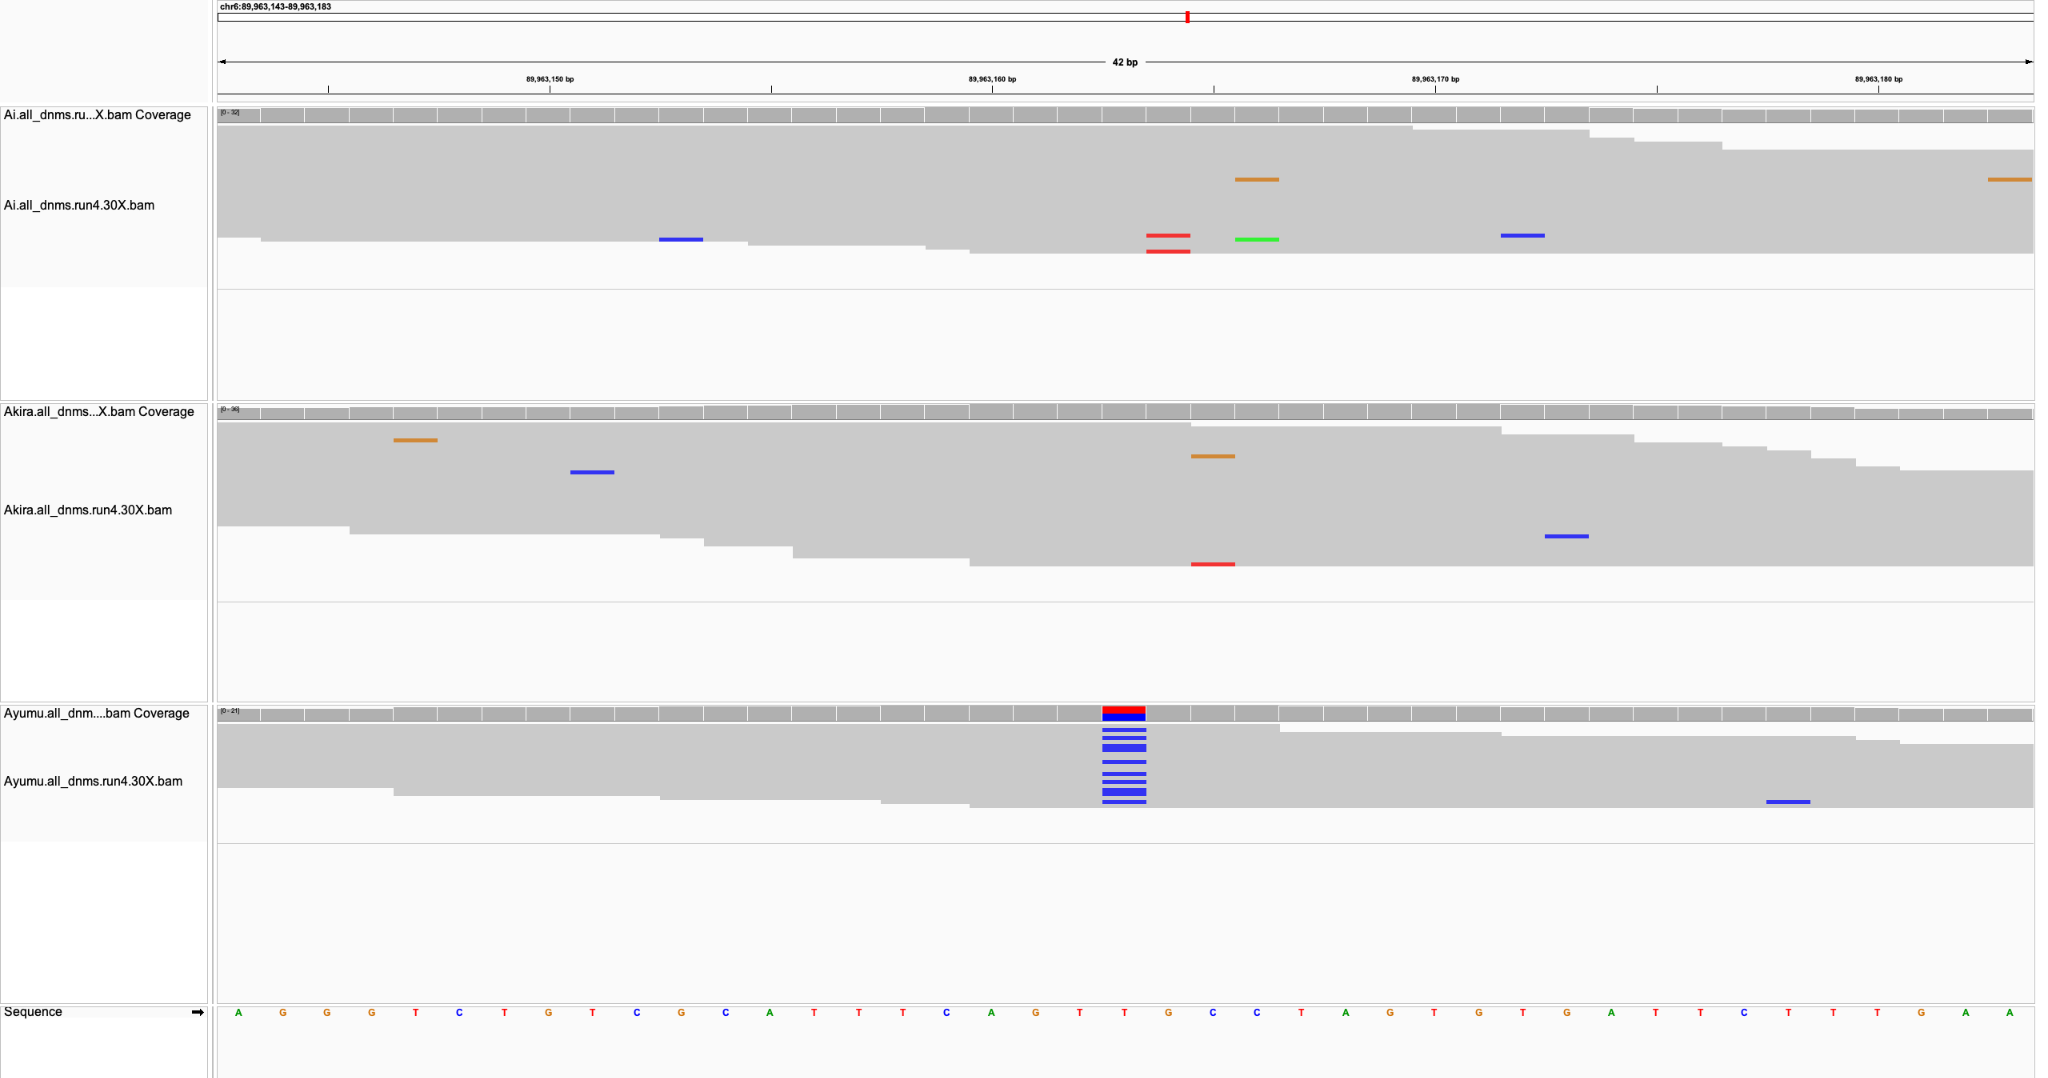 chr6:89,963,143-89,963,183
42 bp
89,963,150 bp 89,963,160 bp 89,963,170 bp 89,963,180 bp
Ai.all_dnms.ru...X.bam Coverage
[0 - 32]
Ai.all_dnms.run4.30X.bam
Akira.all_dnms...X.bam Coverage
[0 - 36]
Akira.all_dnms.run4.30X.bam
Ayumu.all_dnm....bam Coverage
[0 - 21]
Ayumu.all_dnms.run4.30X.bam
Sequence A G G G T C T G T C G C A T T T C A G T T G C C T A G T G T G A T T C T T T G A A